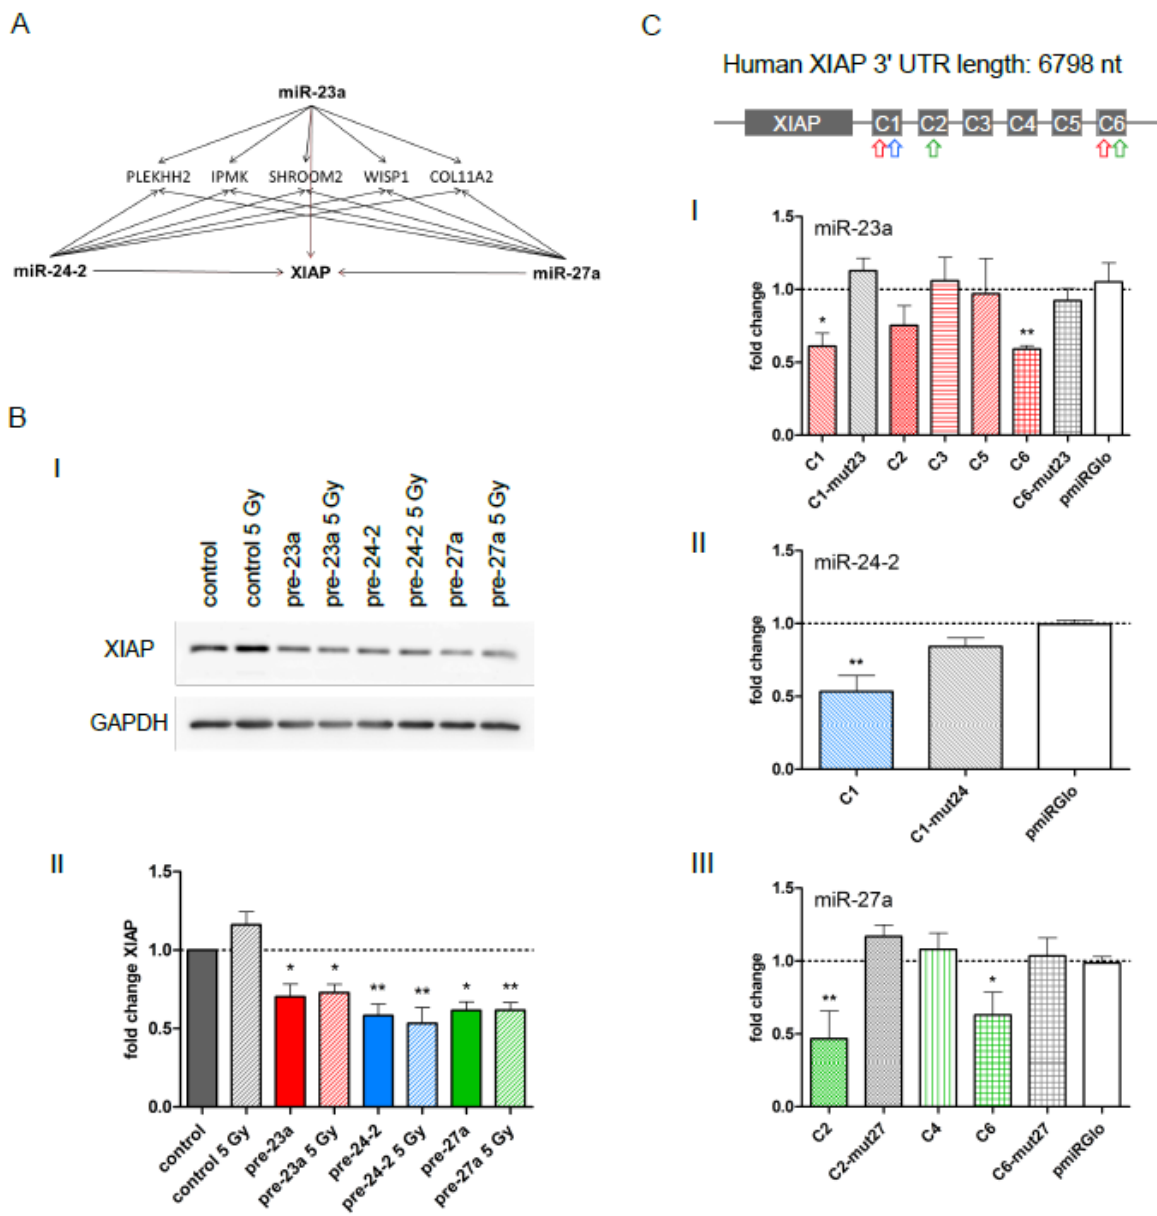 A
miR-23a
PLEKHH2 IPMK SHROOM2 WISP1 COL11A2
miR-24-2 XIAP miR-27a
B
I
control
control 5 Gy
pre-23a
pre-23a 5 Gy
pre-24-2
pre-24-2 5 Gy
pre-27a
pre-27a 5 Gy
XIAP
GAPDH
II
fold change XIAP
1.5
1.0
0.5
0.0
* * ** ** * **
control
control 5 Gy
pre-23a
pre-23a 5 Gy
pre-24-2
pre-24-2 5 Gy
pre-27a
pre-27a 5 Gy
C
Human XIAP 3' UTR length: 6798 nt
XIAP C1 C2 C3 C4 C5 C6
I
miR-23a
fold change
1.5
1.0
0.5
0.0
* **
C1
C1-mut23
C2
C3
C5
C6
C6-mut23
pmiRGlo
II
miR-24-2
fold change
1.5
1.0
0.5
0.0
**
C1
C1-mut24
pmiRGlo
III
miR-27a
fold change
1.5
1.0
0.5
0.0
** *
C2
C2-mut27
C4
C6
C6-mut27
pmiRGlo